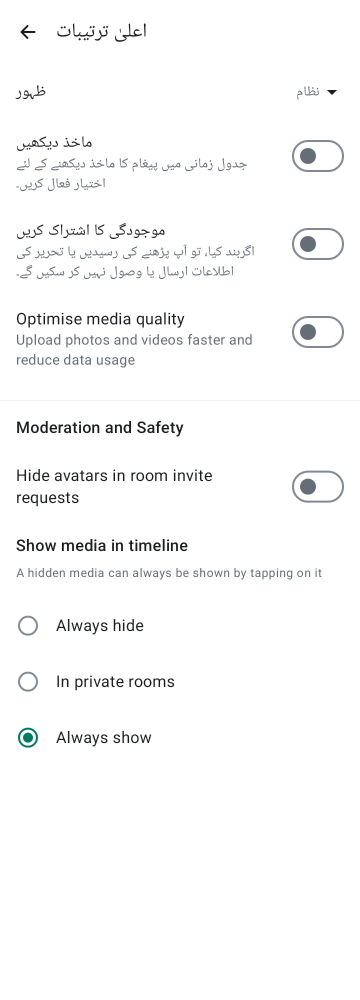 اعلیٰ ترتیبات
ظہور
نظام
ماخذ دیکھیں
جدول زمانی میں پیغام کا ماخذ دیکھنے کے لئے
اختیار فعال کریں۔
موجودگی کا اشتراک کریں
اگربند کیا، تو آپ پڑھنے کی رسیدیں یا تحریر کی
اطلاعات ارسال یا وصول نہیں کر سکیں گے۔
Optimise media quality
Upload photos and videos faster and
reduce data usage
Moderation and Safety
Hide avatars in room invite
requests
Show media in timeline
A hidden media can always be shown by tapping on it
Always hide
In private rooms
Always show